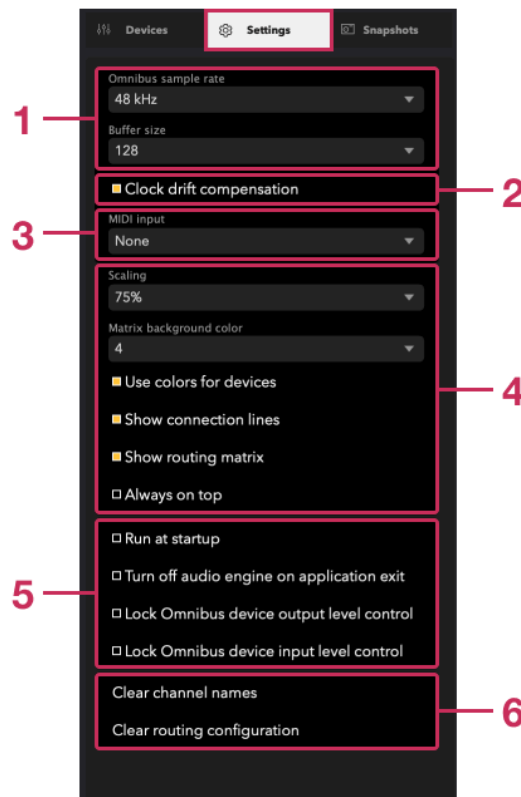 Devices
Settings
Snapshots
1
Omnibus sample rate
48 kHz
Buffer size
128
Clock drift compensation
2
3
MIDI input
None
Scaling
75%
Matrix background color
4
Use colors for devices
4
Show connection lines
Show routing matrix
Always on top
Run at startup
Turn off audio engine on application exit
5
Lock Omnibus device output level control
Lock Omnibus device input level control
Clear channel names
6
Clear routing configuration